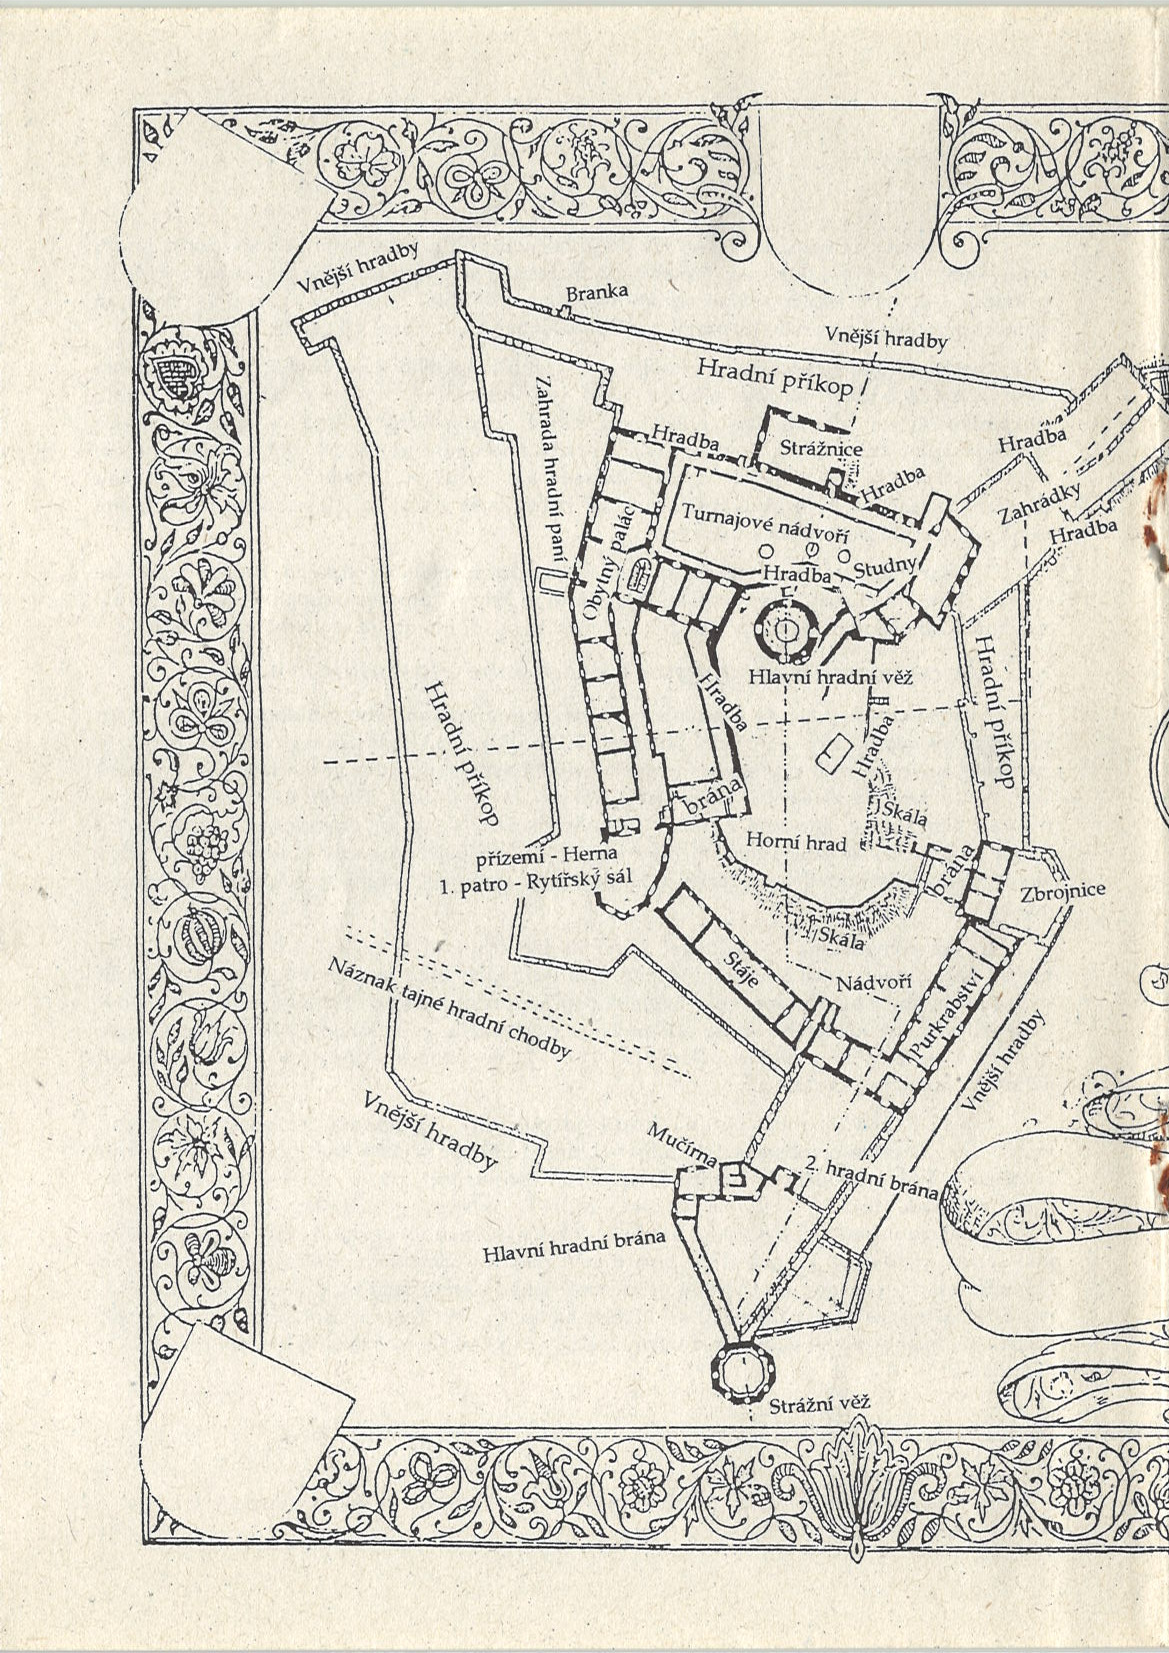 Vnější hradby
Branka
Vnější hradby
Hradní příkop
Zahrada hradní paní
Hradba
Strážnice
Hradba
Hradba
Zahrádky
Hradba
Turnajové nádvoří
Studny
Hradba
Obytný palác
Hlavní hradní věž
Hradní příkop
Hradba
Hradní příkop
Hradba
brána
Skála
Horní hrad
brána
přízemí - Herna
1. patro - Rytířský sál
Zbrojnice
Skála
Stáje
Nádvoří
Purkrabství
Náznak tajné hradní chodby
Vnější hradby
Vnější hradby
Mučírna
2. hradní brána
Hlavní hradní brána
Strážní věž